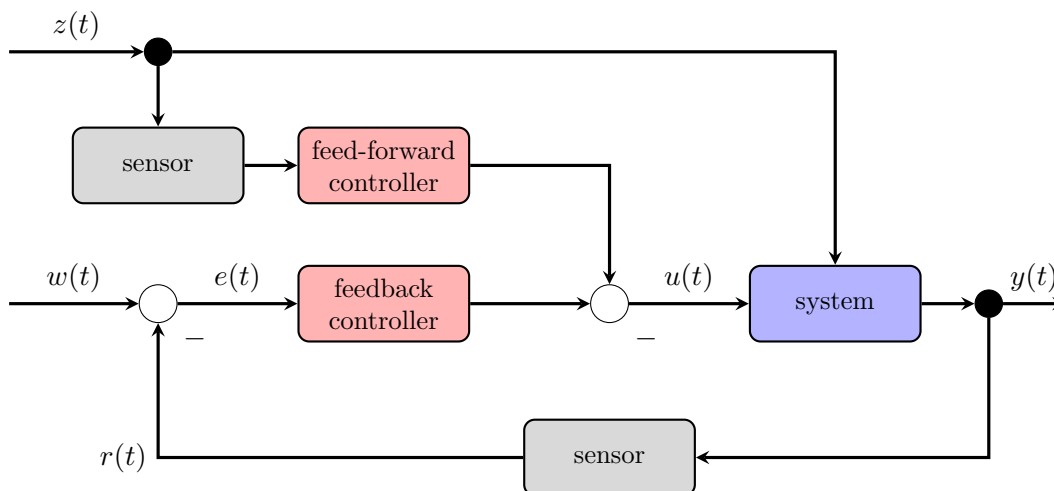 z(t)
sensor
feed-forward
controller
w(t)
e(t)
feedback
controller
u(t)
system
y(t)
−
−
r(t)
sensor